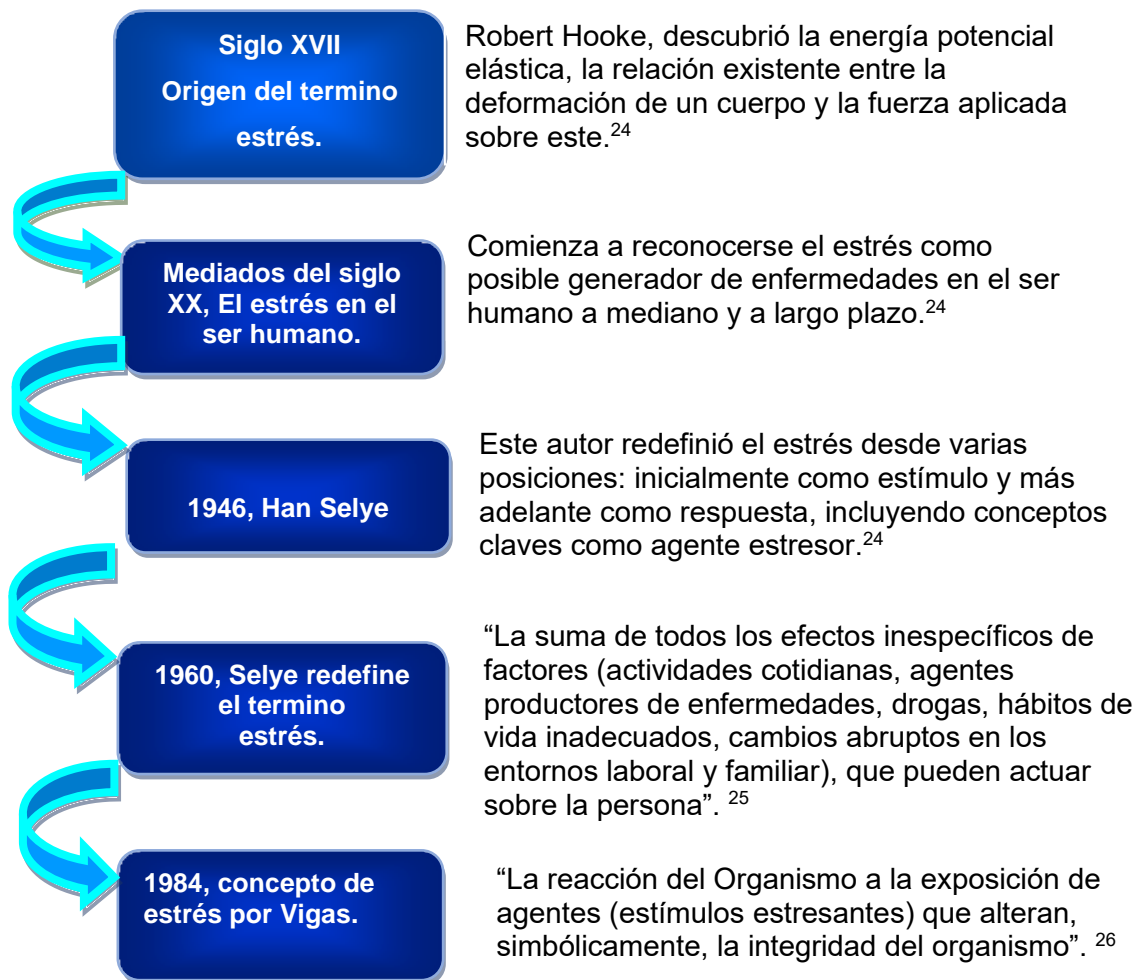 Siglo XVII
Origen del termino
estrés.
Robert Hooke, descubrió la energía potencial
elástica, la relación existente entre la
deformación de un cuerpo y la fuerza aplicada
sobre este.24
Mediados del siglo
XX, El estrés en el
ser humano.
Comienza a reconocerse el estrés como
posible generador de enfermedades en el ser
humano a mediano y a largo plazo.24
1946, Han Selye
Este autor redefinió el estrés desde varias
posiciones: inicialmente como estímulo y más
adelante como respuesta, incluyendo conceptos
claves como agente estresor.24
1960, Selye redefine
el termino
estrés.
“La suma de todos los efectos inespecíficos de
factores (actividades cotidianas, agentes
productores de enfermedades, drogas, hábitos de
vida inadecuados, cambios abruptos en los
entornos laboral y familiar), que pueden actuar
sobre la persona”. 25
1984, concepto de
estrés por Vigas.
“La reacción del Organismo a la exposición de
agentes (estímulos estresantes) que alteran,
simbólicamente, la integridad del organismo”. 26